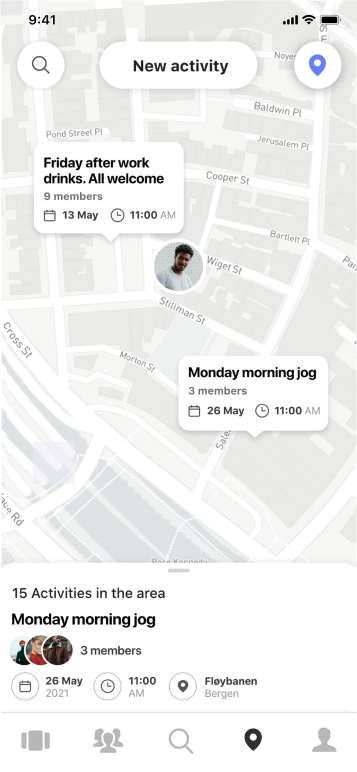 9:41
New activity
Noyes
St
Baldwin Pl
Jerusalem Pl
Pond Street Pl
Friday after work
drinks. All welcome
9 members
13 May 11:00 AM
Cooper St
Bartlett Pl
Wiget St
Stillman St
Cross St
Morton St
Monday morning jog
3 members
26 May 11:00 AM
Rd
Rose Kennedy
15 Activities in the area
Monday morning jog
3 members
26 May
2021
11:00
AM
Fløybanen
Bergen